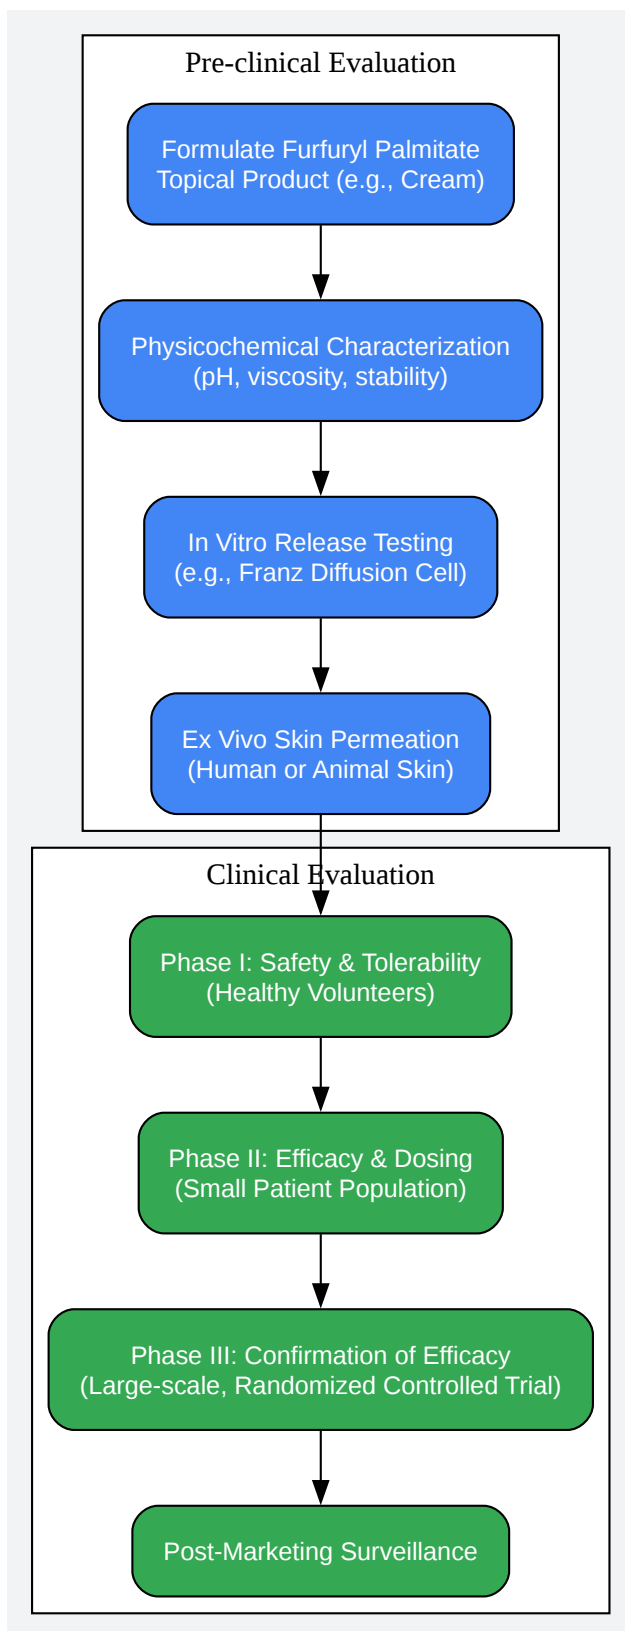 Pre-clinical Evaluation
Formulate Furfuryl Palmitate
Topical Product (e.g., Cream)
Physicochemical Characterization
(pH, viscosity, stability)
In Vitro Release Testing
(e.g., Franz Diffusion Cell)
Ex Vivo Skin Permeation
(Human or Animal Skin)
Clinical Evaluation
Phase I: Safety & Tolerability
(Healthy Volunteers)
Phase II: Efficacy & Dosing
(Small Patient Population)
Phase III: Confirmation of Efficacy
(Large-scale, Randomized Controlled Trial)
Post-Marketing Surveillance